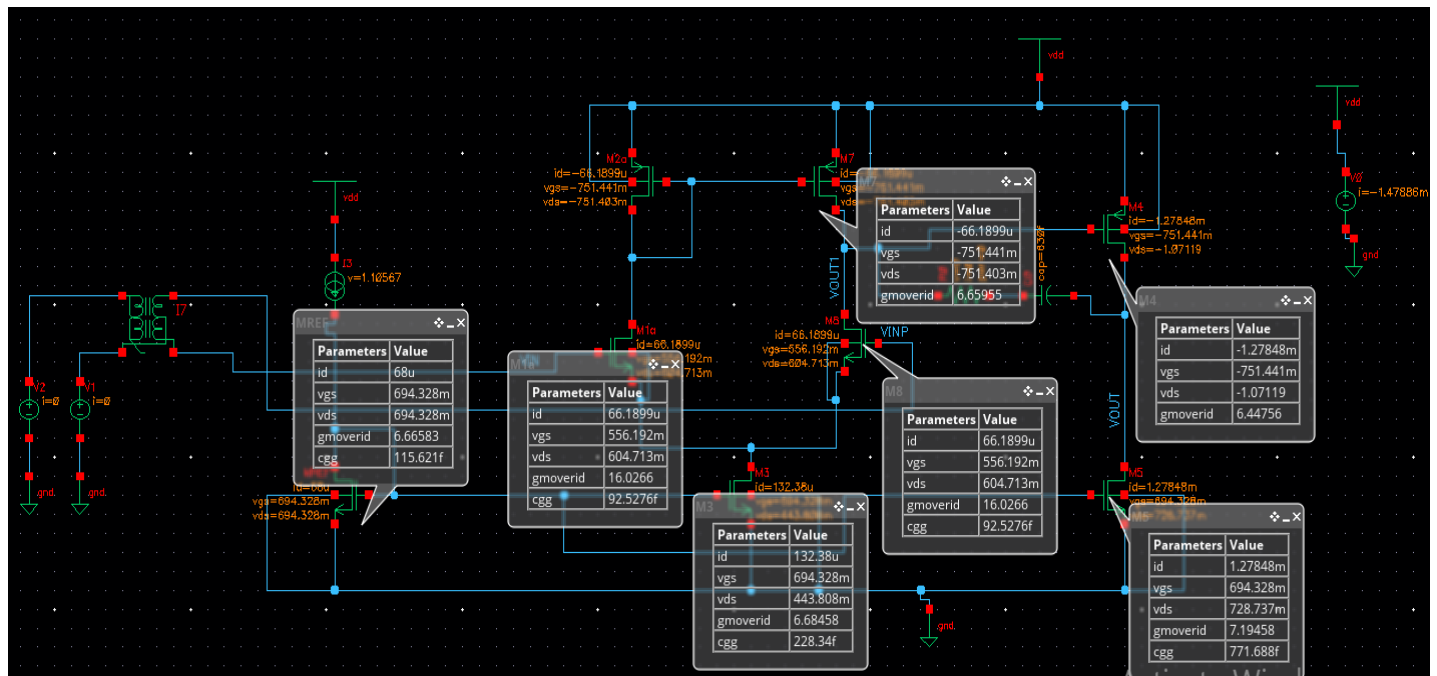 vdd
vdd
M2a
id=-66.1899u
vgs=-751.441m
vds=-751.403m
M7
Parameters Value
id -66.1899u
vgs -751.441m
vds -751.403m
gmoverid 6.65955
cap=630f
M4
id=-1.27848m
vgs=-751.441m
vds=-1.07119
V0
i=-1.47886m
gnd
vdd
I3
v=1.10567
I7
VOUT1
M4
Parameters Value
id -1.27848m
vgs -751.441m
vds -1.07119
gmoverid 6.44756
MREF
Parameters Value
id 68u
vgs 694.328m
vds 694.328m
gmoverid 6.66583
cgg 115.621f
M1a
id=66.1899u
M8
id=66.1899u
vgs=556.192m
vds=604.713m
VINP
M1a
Parameters Value
id 66.1899u
vgs 556.192m
vds 604.713m
gmoverid 16.0266
cgg 92.5276f
M8
Parameters Value
id 66.1899u
vgs 556.192m
vds 604.713m
gmoverid 16.0266
cgg 92.5276f
V2
i=0
V1
i=0
gnd
gnd
VOUT
id=68u
vgs=694.328m
vds=694.328m
M3
id=132.38u
M5
id=1.27848m
vgs=694.328m
M3
Parameters Value
id 132.38u
vgs 694.328m
vds 443.808m
gmoverid 6.68458
cgg 228.34f
gnd
Parameters Value
id 1.27848m
vgs 694.328m
vds 728.737m
gmoverid 7.19458
cgg 771.688f